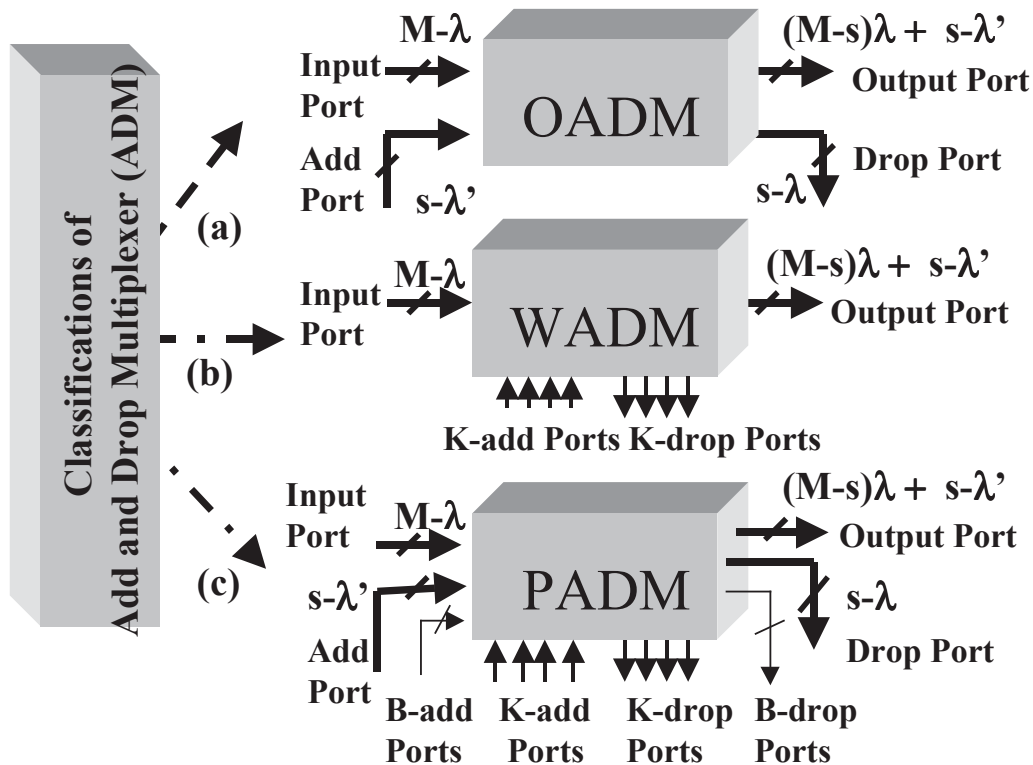 Classifications of
Add and Drop Multiplexer (ADM)
(a)
(b)
(c)
M-λ
Input
Port
Add
Port
s-λ’
OADM
(M-s)λ + s-λ’
Output Port
Drop Port
s-λ
M-λ
Input
Port
WADM
(M-s)λ + s-λ’
Output Port
K-add Ports K-drop Ports
Input
Port
M-λ
s-λ’
Add
Port
PADM
(M-s)λ + s-λ’
Output Port
s-λ
Drop Port
B-add
Ports
K-add
Ports
K-drop
Ports
B-drop
Ports